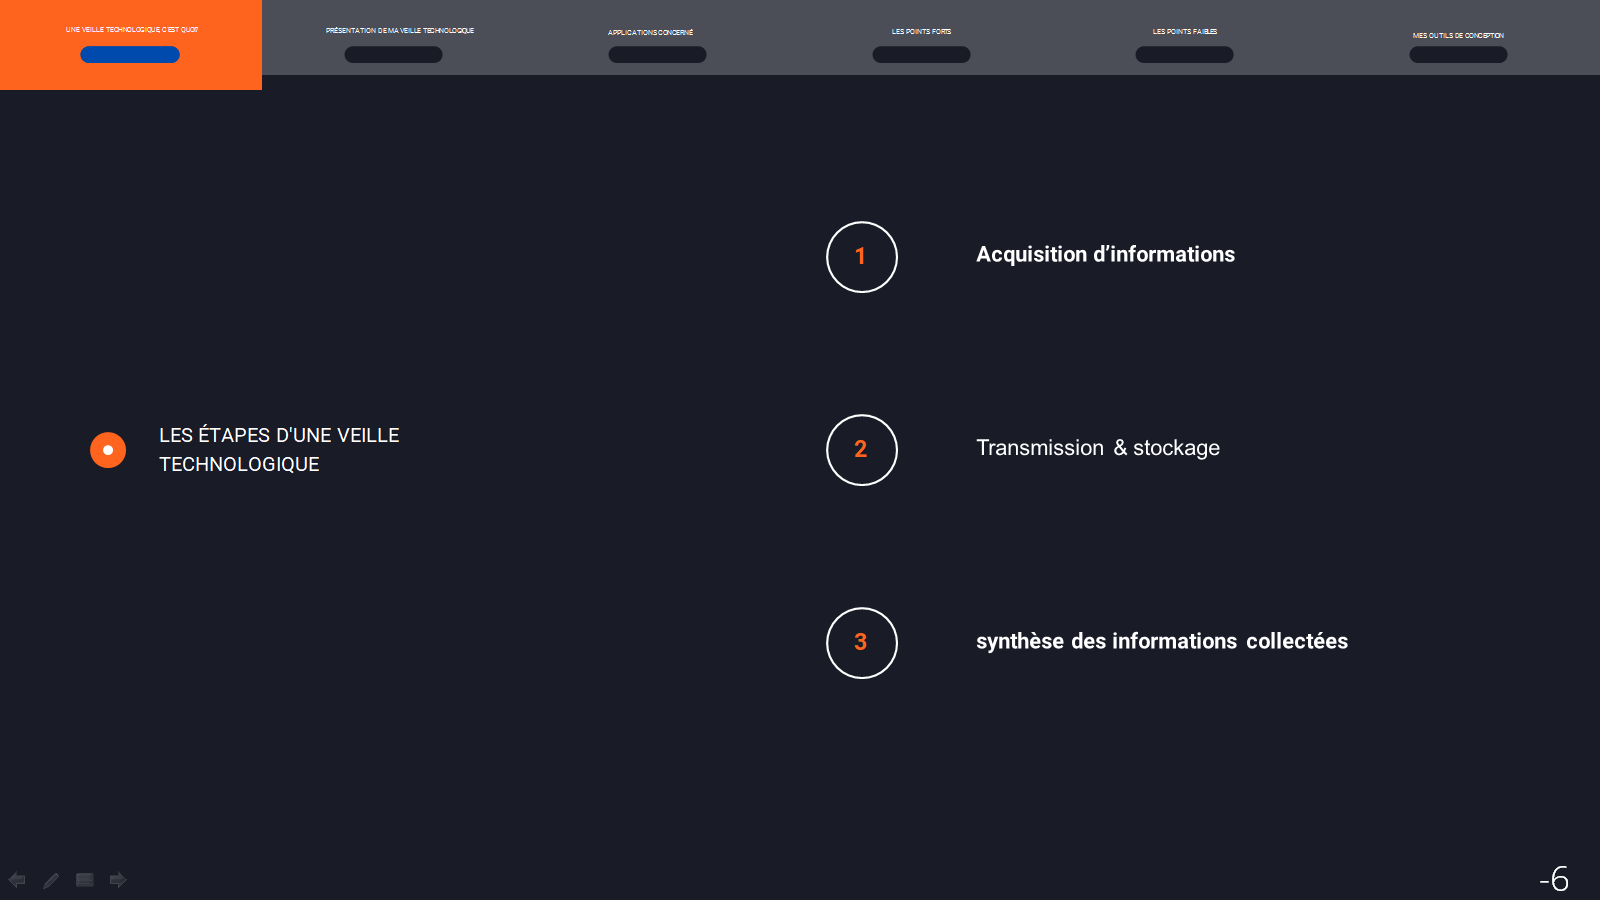 UNE VEILLE TECHNOLOGIQUE, C'EST QUOI?
PRÉSENTATION DE MA VEILLE TECHNOLOGIQUE
APPLICATIONS CONCERNÉ
LES POINTS FORTS
LES POINTS FAIBLES
MES OUTILS DE CONCEPTION
LES ÉTAPES D'UNE VEILLE
TECHNOLOGIQUE
1
Acquisition d’informations
2
Transmission & stockage
3
synthèse des informations collectées
-6